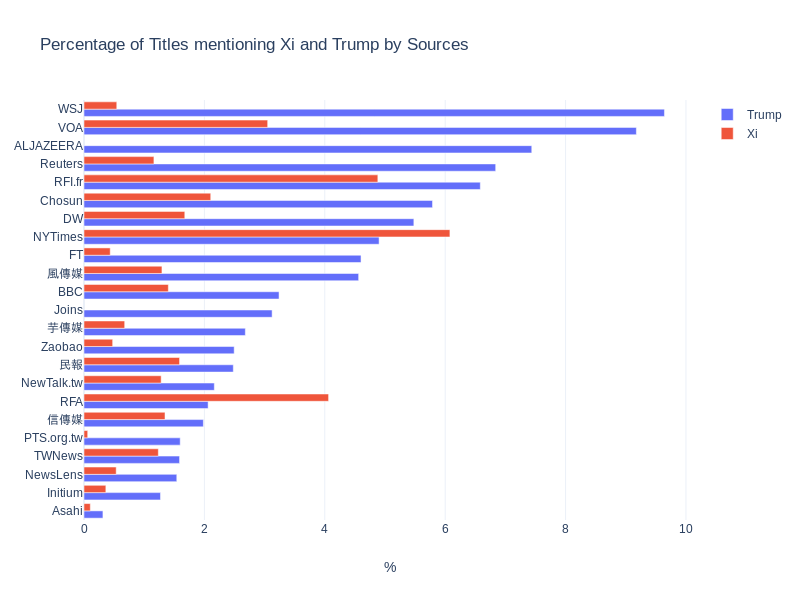 Percentage of Titles mentioning Xi and Trump by Sources
WSJ
VOA
ALJAZEERA
Reuters
RFI.fr
Chosun
DW
NYTimes
FT
風傳媒
BBC
Joins
芋傳媒
Zaobao
民報
NewTalk.tw
RFA
信傳媒
PTS.org.tw
TWNews
NewsLens
Initium
Asahi
0 2 4 6 8 10
%
Trump
Xi